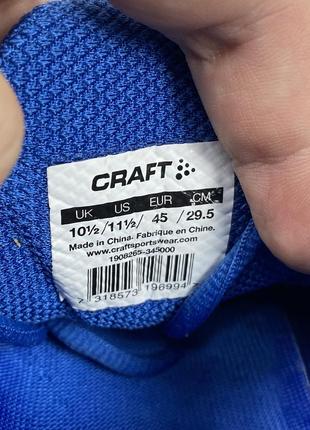 CRAFT
UK US EUR CM
10½ / 11½ / 45 / 29.5
Made in China. Fabriqué en Chine.
www.craftsportswear.com
1908265-345000
7 318573 196994